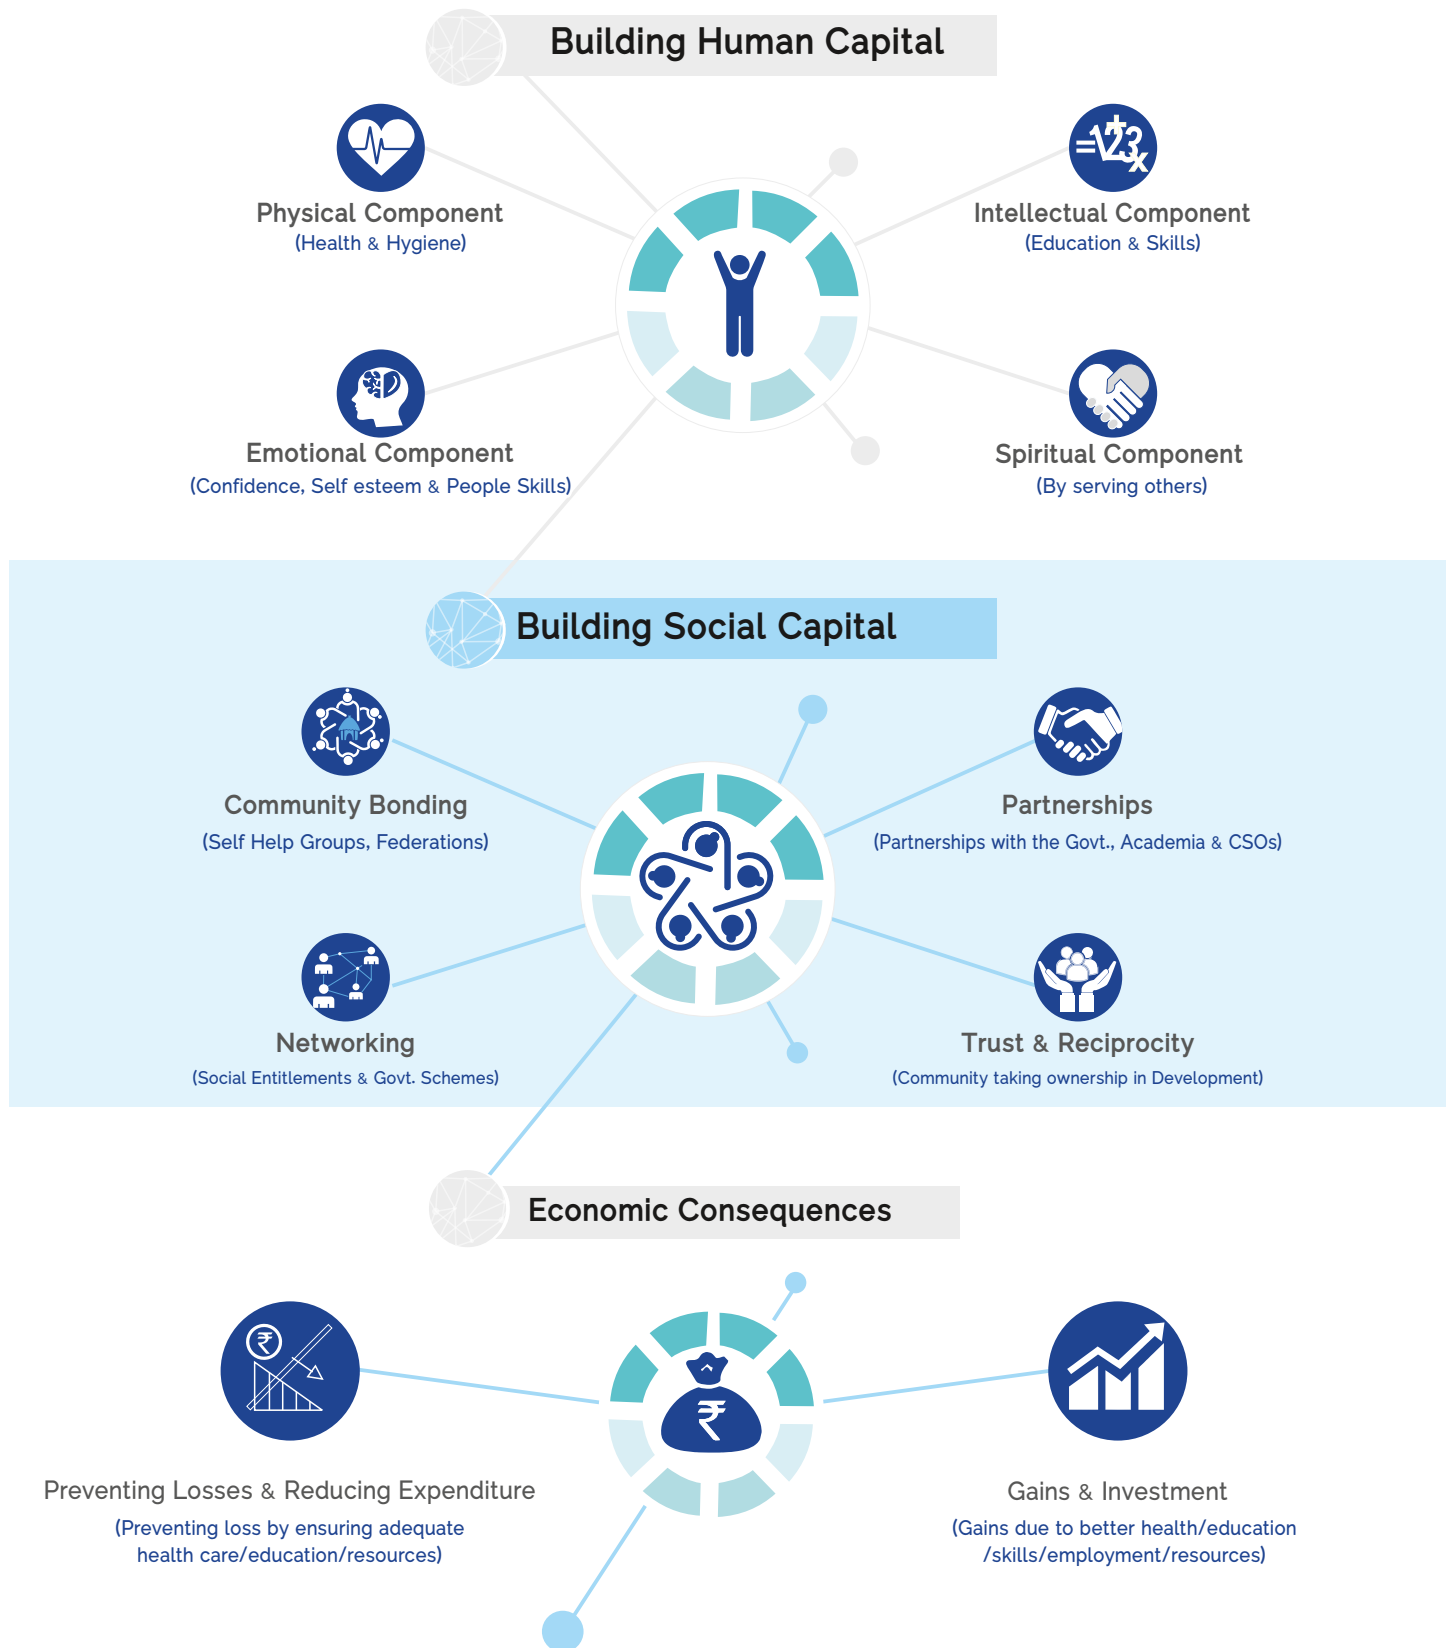 Building Human Capital
Physical Component
(Health & Hygiene)
=√123
+
x
Intellectual Component
(Education & Skills)
Emotional Component
(Confidence, Self esteem & People Skills)
Spiritual Component
(By serving others)
Building Social Capital
Community Bonding
(Self Help Groups, Federations)
Partnerships
(Partnerships with the Govt., Academia & CSOs)
Networking
(Social Entitlements & Govt. Schemes)
Trust & Reciprocity
(Community taking ownership in Development)
Economic Consequences
₹
₹
Preventing Losses & Reducing Expenditure
(Preventing loss by ensuring adequate
health care/education/resources)
Gains & Investment
(Gains due to better health/education
/skills/employment/resources)